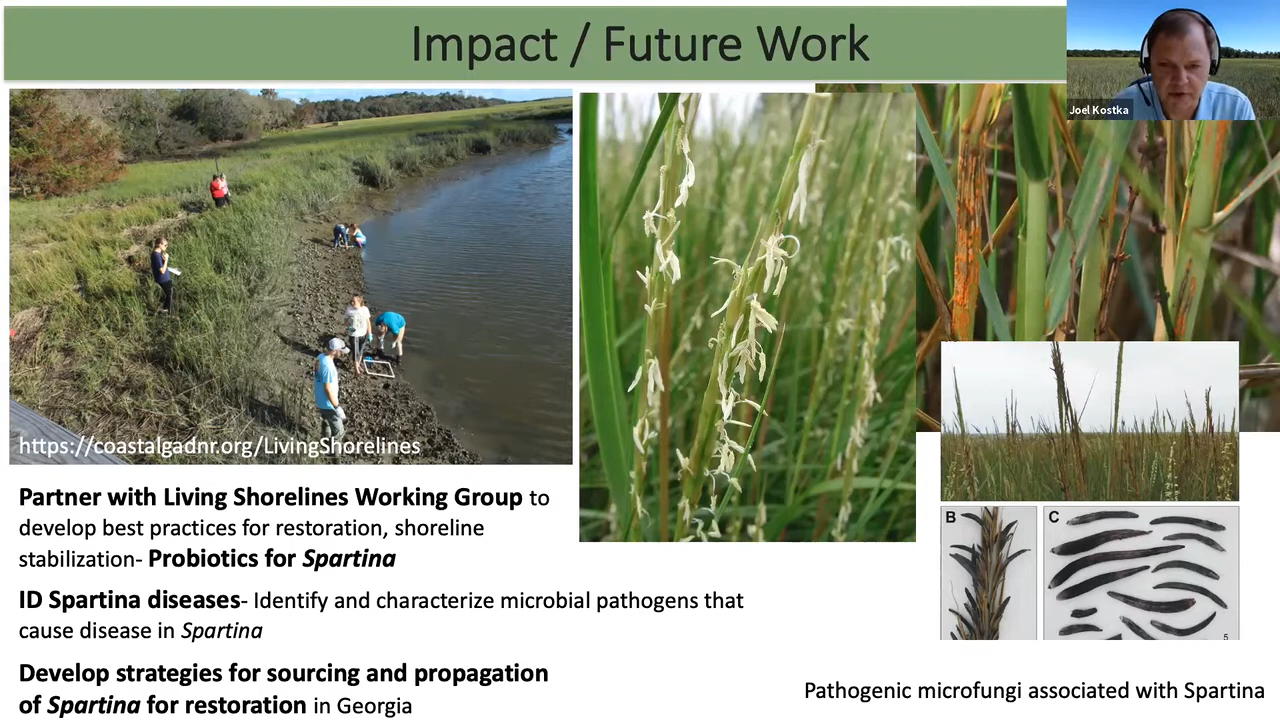 Impact / Future Work
Joel Kostka
https://coastalgadnr.org/LivingShorelines
Partner with Living Shorelines Working Group to
develop best practices for restoration, shoreline
stabilization- Probiotics for Spartina
ID Spartina diseases- Identify and characterize microbial pathogens that
cause disease in Spartina
Develop strategies for sourcing and propagation
of Spartina for restoration in Georgia
B
C
5
Pathogenic microfungi associated with Spartina